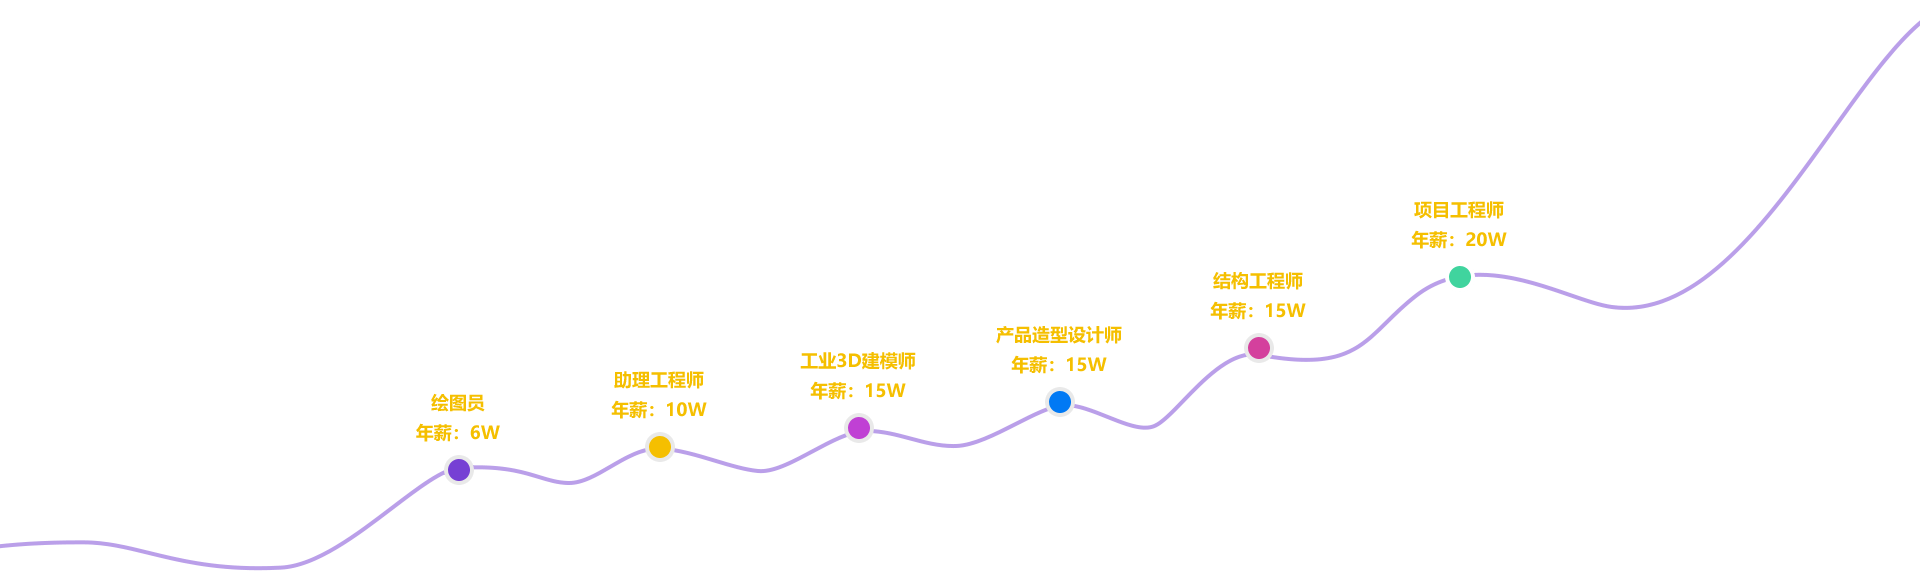 绘图员
年薪：6W
助理工程师
年薪：10W
工业3D建模师
年薪：15W
产品造型设计师
年薪：15W
结构工程师
年薪：15W
项目工程师
年薪：20W